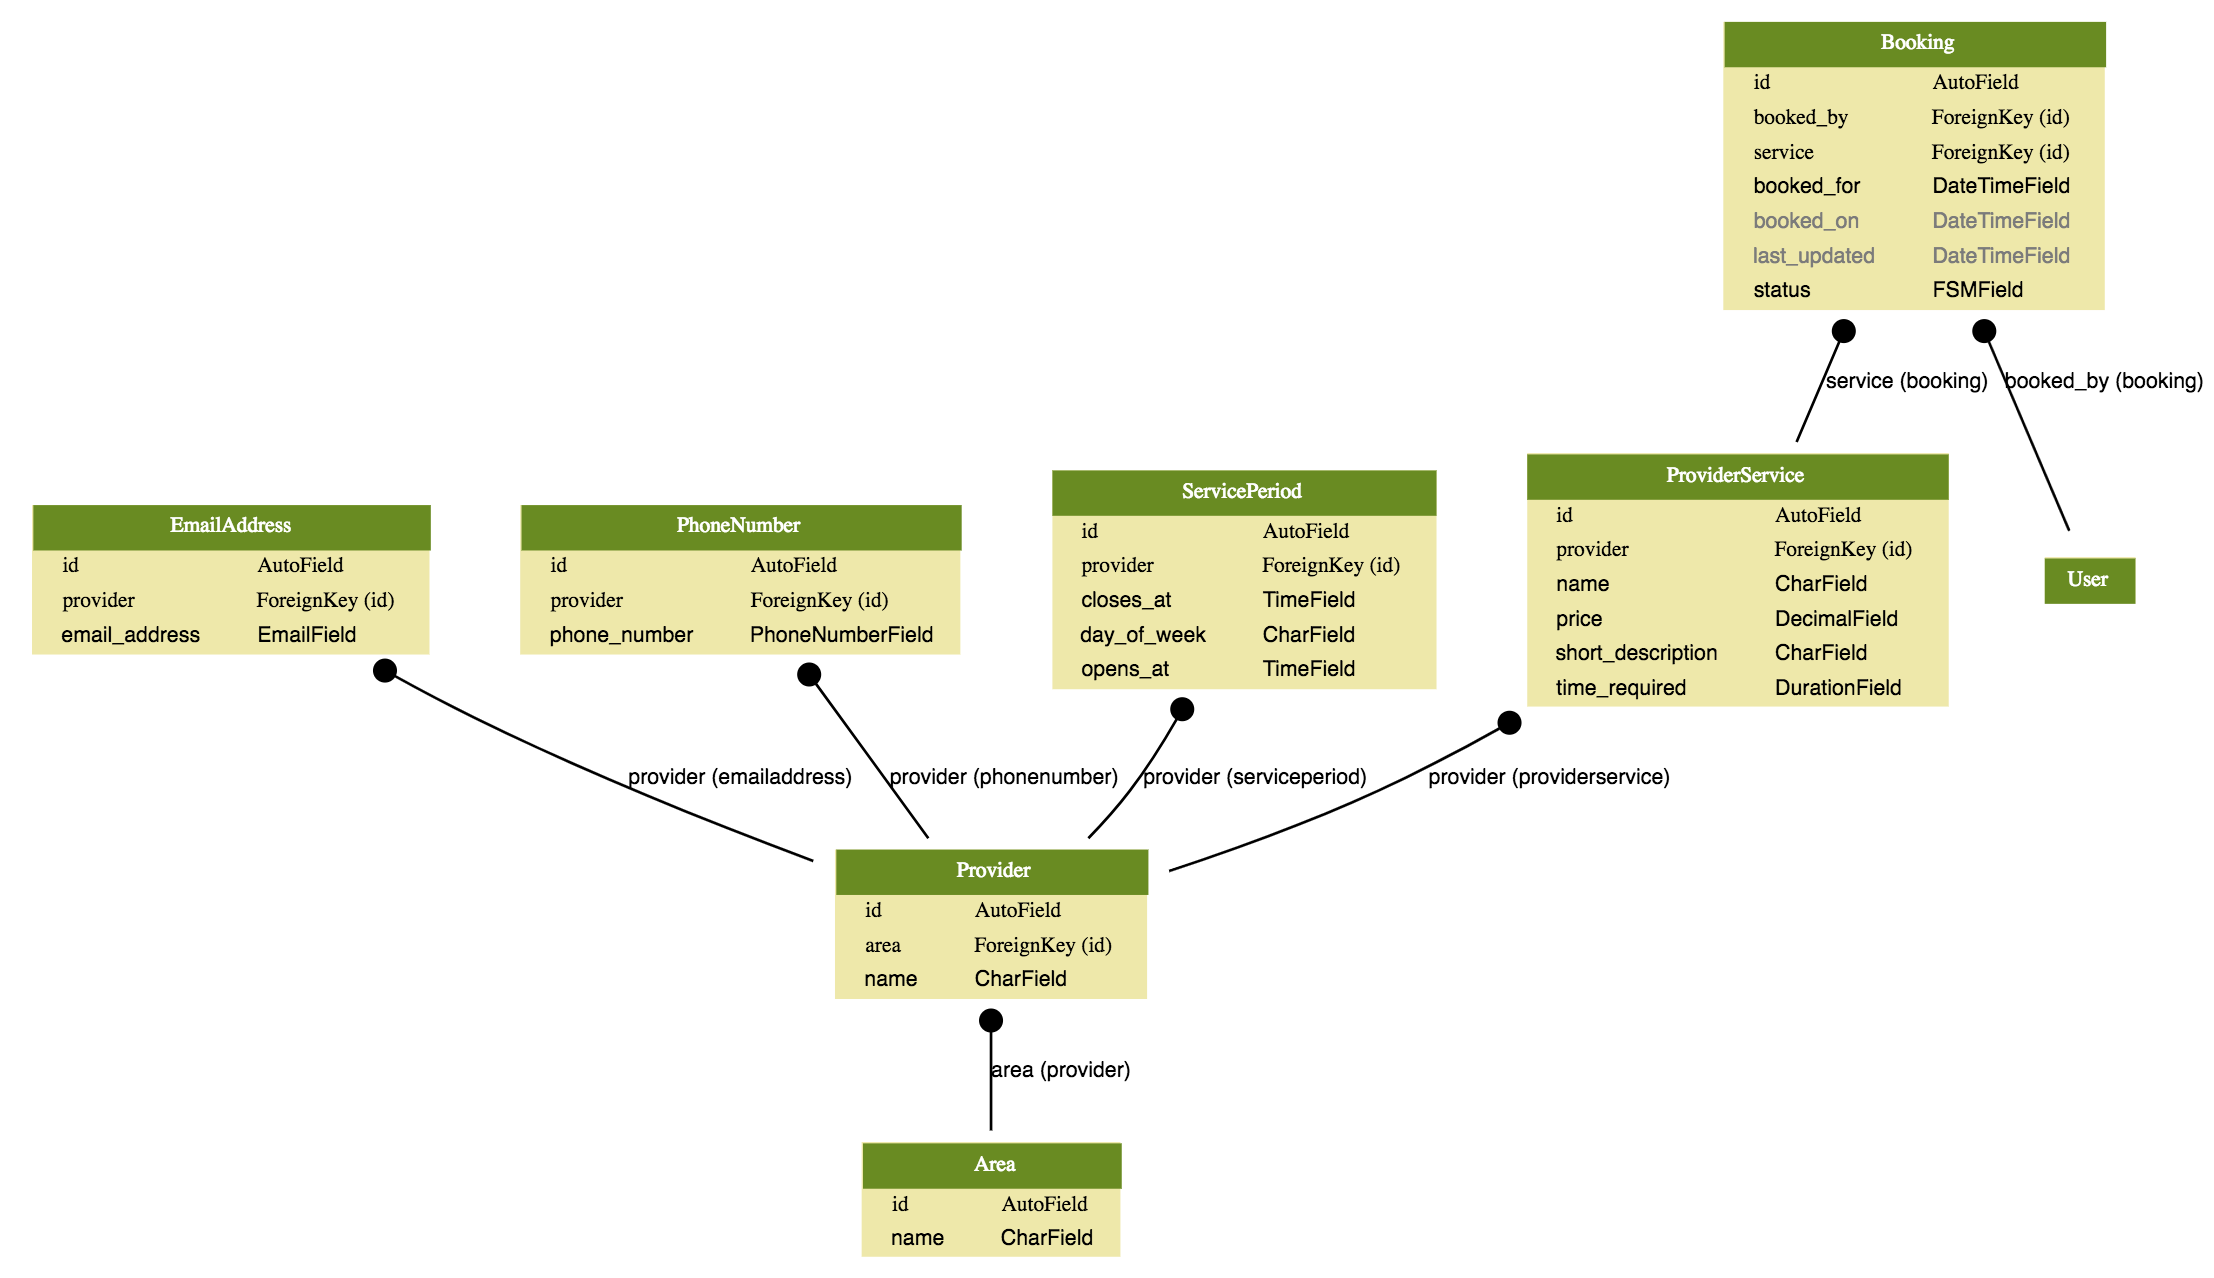 Booking
id AutoField
booked_by ForeignKey (id)
service ForeignKey (id)
booked_for DateTimeField
booked_on DateTimeField
last_updated DateTimeField
status FSMField
service (booking) booked_by (booking)
EmailAddress
id AutoField
provider ForeignKey (id)
email_address EmailField
PhoneNumber
id AutoField
provider ForeignKey (id)
phone_number PhoneNumberField
ServicePeriod
id AutoField
provider ForeignKey (id)
closes_at TimeField
day_of_week CharField
opens_at TimeField
ProviderService
id AutoField
provider ForeignKey (id)
name CharField
price DecimalField
short_description CharField
time_required DurationField
User
provider (emailaddress) provider (phonenumber) provider (serviceperiod) provider (providerservice)
Provider
id AutoField
area ForeignKey (id)
name CharField
area (provider)
Area
id AutoField
name CharField